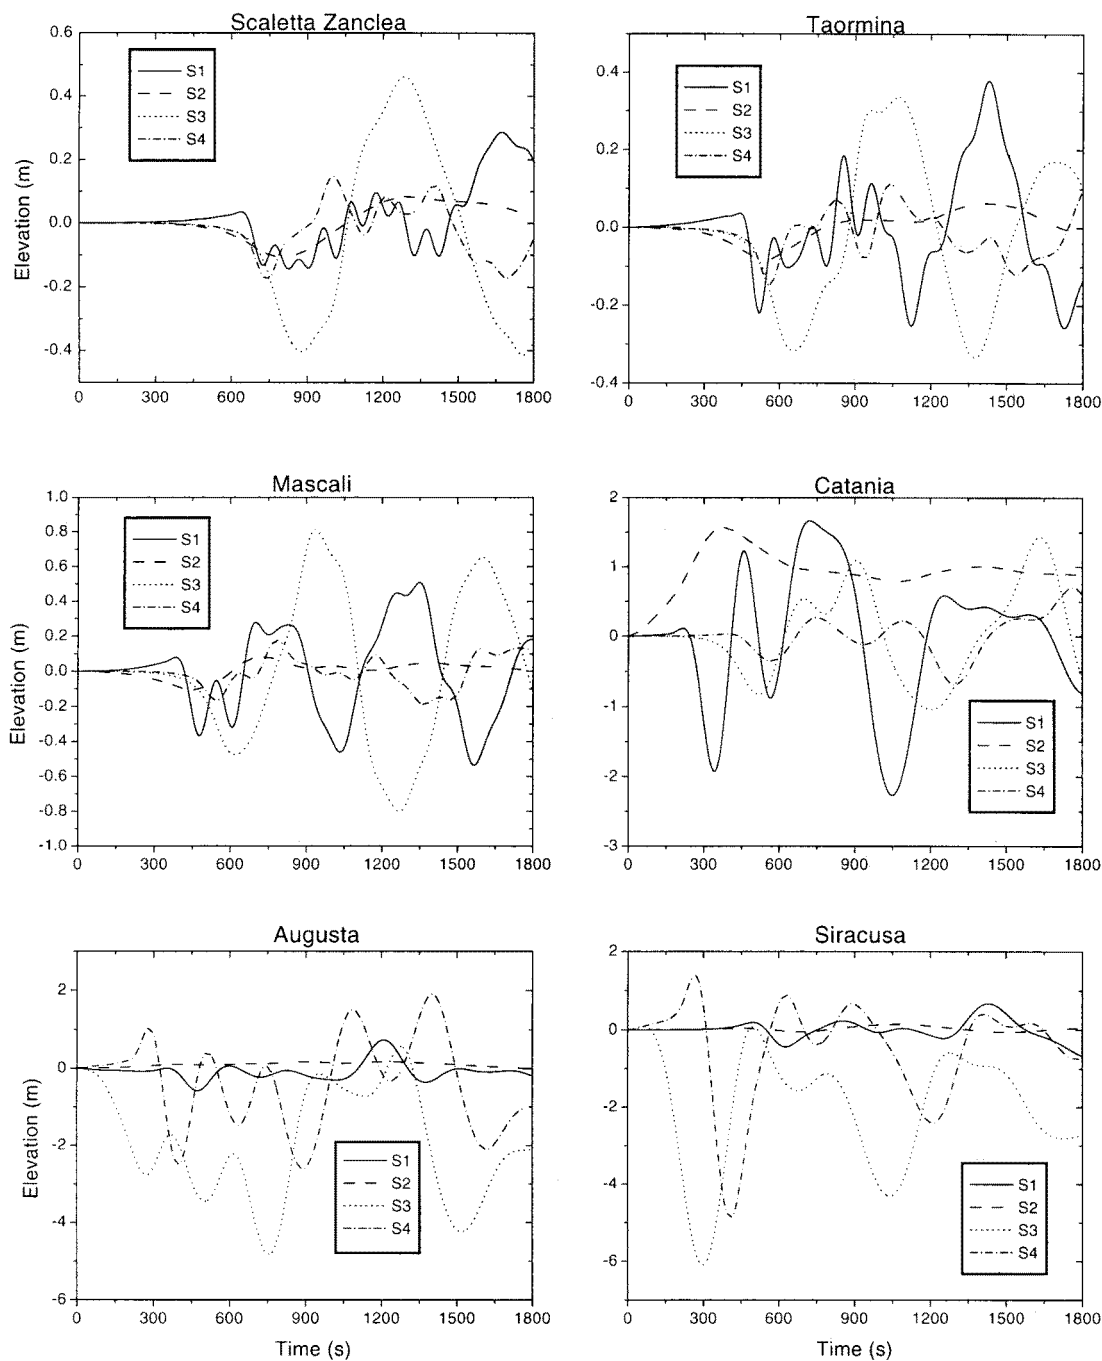 Scaletta Zanclea
0.6
0.4
0.2
0.0
-0.2
-0.4
Elevation (m)
S1
S2
S3
S4
0 300 600 900 1200 1500 1800
Taormina
0.4
0.2
0.0
-0.2
-0.4
S1
S2
S3
S4
0 300 600 900 1200 1500 1800
Mascali
1.0
0.8
0.6
0.4
0.2
0.0
-0.2
-0.4
-0.6
-0.8
-1.0
Elevation (m)
S1
S2
S3
S4
0 300 600 900 1200 1500 1800
Catania
2
1
0
-1
-2
-3
S1
S2
S3
S4
0 300 600 900 1200 1500 1800
Augusta
2
0
-2
-4
-6
Elevation (m)
S1
S2
S3
S4
0 300 600 900 1200 1500 1800
Time (s)
Siracusa
2
0
-2
-4
-6
S1
S2
S3
S4
0 300 600 900 1200 1500 1800
Time (s)